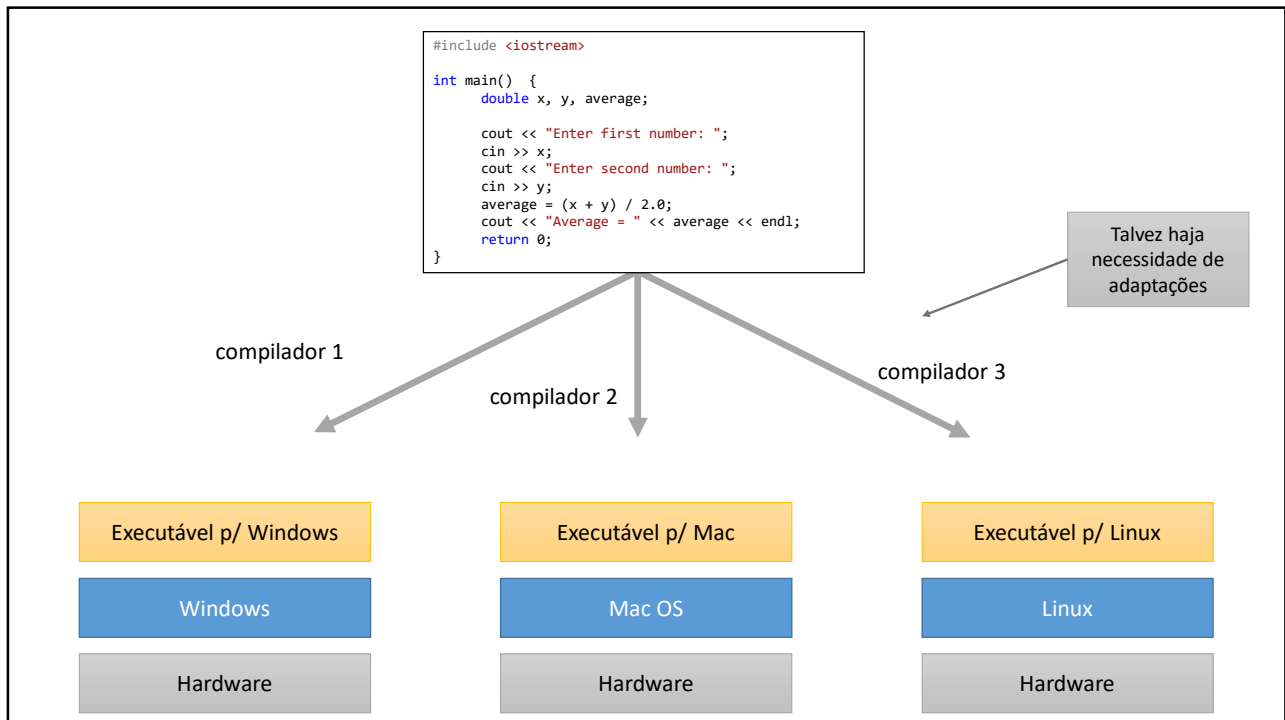 #include <iostream>
int main()  {
double x, y, average;
cout << "Enter first number: ";
cin >> x;
cout << "Enter second number: ";
cin >> y;
average = (x + y) / 2.0;
cout << "Average = " << average << endl;
return 0;
}
Talvez haja
necessidade de
adaptações
compilador 1
compilador 2
compilador 3
Executável p/ Windows
Executável p/ Mac
Executável p/ Linux
Windows
Mac OS
Linux
Hardware
Hardware
Hardware